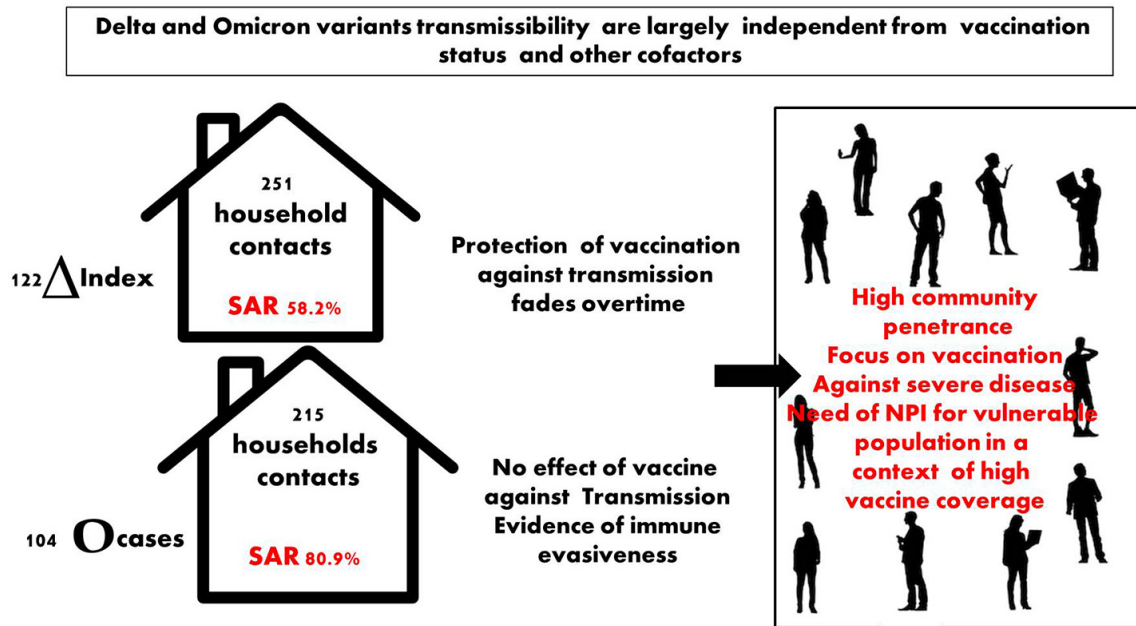 Delta and Omicron variants transmissibility are largely independent from vaccination
status and other cofactors
251
household
contacts
SAR 58.2%
122 Δ Index
Protection of vaccination
against transmission
fades overtime
215
households
contacts
SAR 80.9%
104 O cases
No effect of vaccine
against Transmission
Evidence of immune
evasiveness
High community
penetrance
Focus on vaccination
Against severe disease
Need of NPI for vulnerable
population in a
context of high
vaccine coverage